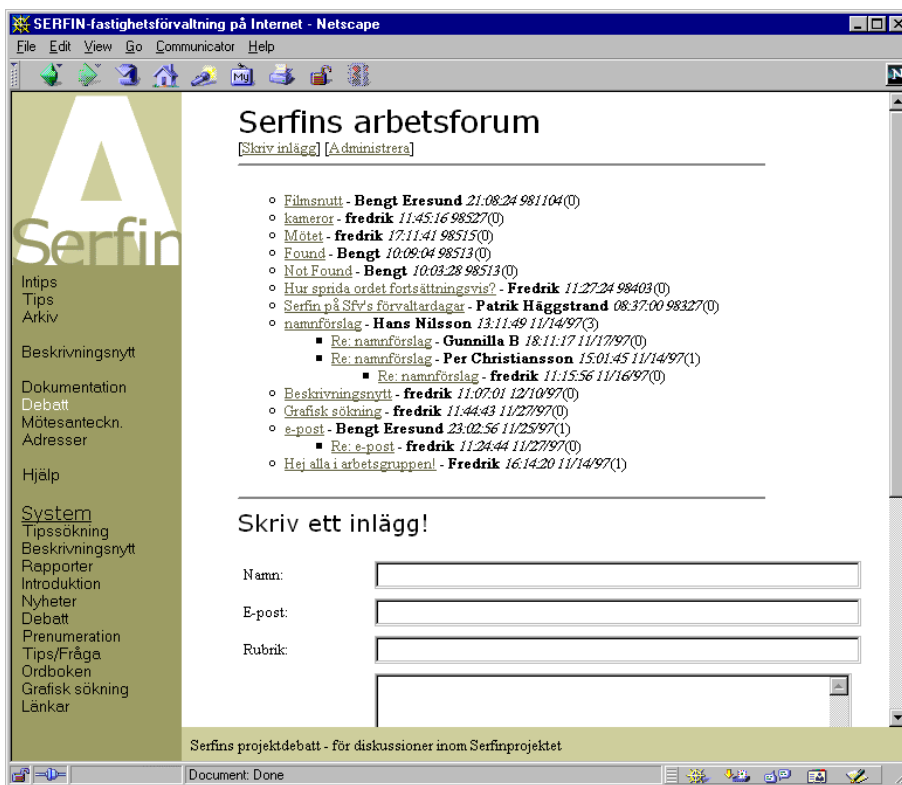 SERFIN-fastighetsförvaltning på Internet - Netscape
File Edit View Go Communicator Help
My
N
A
Serfin
Intips
Tips
Arkiv
Beskrivningsnytt
Dokumentation
Debatt
Mötesanteckn.
Adresser
Hjälp
System
Tipssökning
Beskrivningsnytt
Rapporter
Introduktion
Nyheter
Debatt
Prenumeration
Tips/Fråga
Ordboken
Grafisk sökning
Länkar
Serfins arbetsforum
[Skriv inlägg] [Administrera]
Filmsnutt - Bengt Eresund 21:08:24 981104(0)
kameror - fredrik 11:45:16 98527(0)
Mötet - fredrik 17:11:41 98515(0)
Found - Bengt 10:09:04 98513(0)
Not Found - Bengt 10:03:28 98513(0)
Hur sprida ordet fortsättningsvis? - Fredrik 11:27:24 98403(0)
Serfin på Sfv's förvaltardagar - Patrik Häggstrand 08:37:00 98327(0)
namnförslag - Hans Nilsson 13:11:49 11/14/97(3)
Re: namnförslag - Gunnilla B 18:11:17 11/17/97(0)
Re: namnförslag - Per Christiansson 15:01:45 11/14/97(1)
Re: namnförslag - fredrik 11:15:56 11/16/97(0)
Beskrivningsnytt - fredrik 11:07:01 12/10/97(0)
Grafisk sökning - fredrik 11:44:43 11/27/97(0)
e-post - Bengt Eresund 23:02:56 11/25/97(1)
Re: e-post - fredrik 11:24:44 11/27/97(0)
Hej alla i arbetsgruppen! - Fredrik 16:14:20 11/14/97(1)
Skriv ett inlägg!
Namn:
E-post:
Rubrik:
Serfins projektdebatt - för diskussioner inom Serfinprojektet
Document: Done